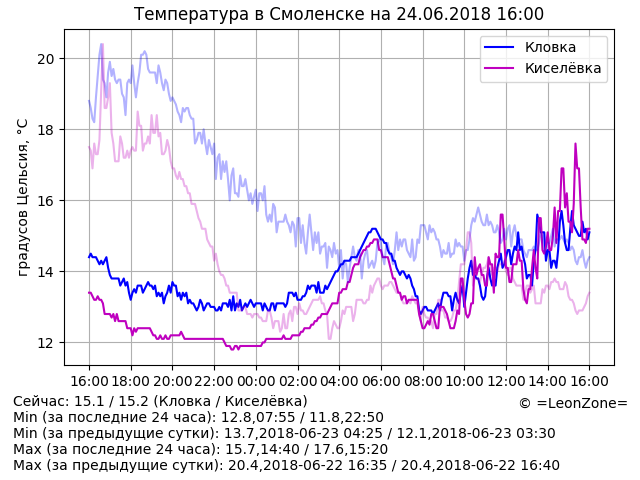 Температура в Смоленске на 24.06.2018 16:00
Кловка
Киселёвка
градусов Цельсия, °C
20
18
16
14
12
16:00 18:00 20:00 22:00 00:00 02:00 04:00 06:00 08:00 10:00 12:00 14:00 16:00
Сейчас: 15.1 / 15.2 (Кловка / Киселёвка)
© =LeonZone=
Min (за последние 24 часа): 12.8,07:55 / 11.8,22:50
Min (за предыдущие сутки): 13.7,2018-06-23 04:25 / 12.1,2018-06-23 03:30
Max (за последние 24 часа): 15.7,14:40 / 17.6,15:20
Max (за предыдущие сутки): 20.4,2018-06-22 16:35 / 20.4,2018-06-22 16:40